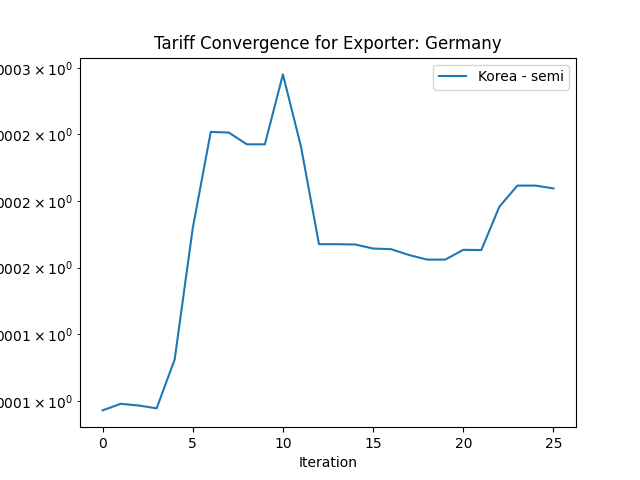 Tariff Convergence for Exporter: Germany
Korea - semi
0003 × 10⁰
0002 × 10⁰
0002 × 10⁰
0002 × 10⁰
0001 × 10⁰
0001 × 10⁰
0 5 10 15 20 25
Iteration